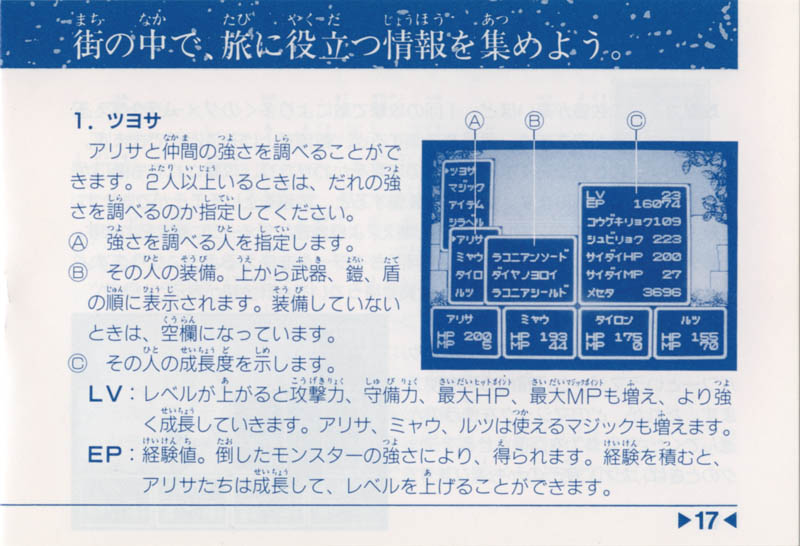 街の中で、旅に役立つ情報を集めよう。
1. ツヨサ
アリサと仲間の強さを調べることがで
きます。2人以上いるときは、だれの強
さを調べるのか指定してください。
Ⓐ 強さを調べる人を指定します。
Ⓑ その人の装備。上から武器、鎧、盾
の順に表示されます。装備していない
ときは、空欄になっています。
Ⓒ その人の成長度を示します。
LV：レベルが上がると攻撃力、守備力、最大HP、最大MPも増え、より強
く成長していきます。アリサ、ミャウ、ルツは使えるマジックも増えます。
EP：経験値。倒したモンスターの強さにより、得られます。経験を積むと、
アリサたちは成長して、レベルを上げることができます。
Ⓐ Ⓑ Ⓒ
ツヨサ
マジック
アイテム
シラベル
アリサ
ミャウ
タイロ
ルツ
ラコニアンソード
ダイヤノヨロイ
ラコニアシールド
LV 23
EP 16074
コウゲキリョク109
シュビリョク 223
サイダイHP 200
サイダイMP 27
メセタ 3696
アリサ
HP 200
MP 5
ミャウ
HP 193
MP 44
タイロン
HP 175
MP 0
ルツ
HP 155
MP 70
▶17◀